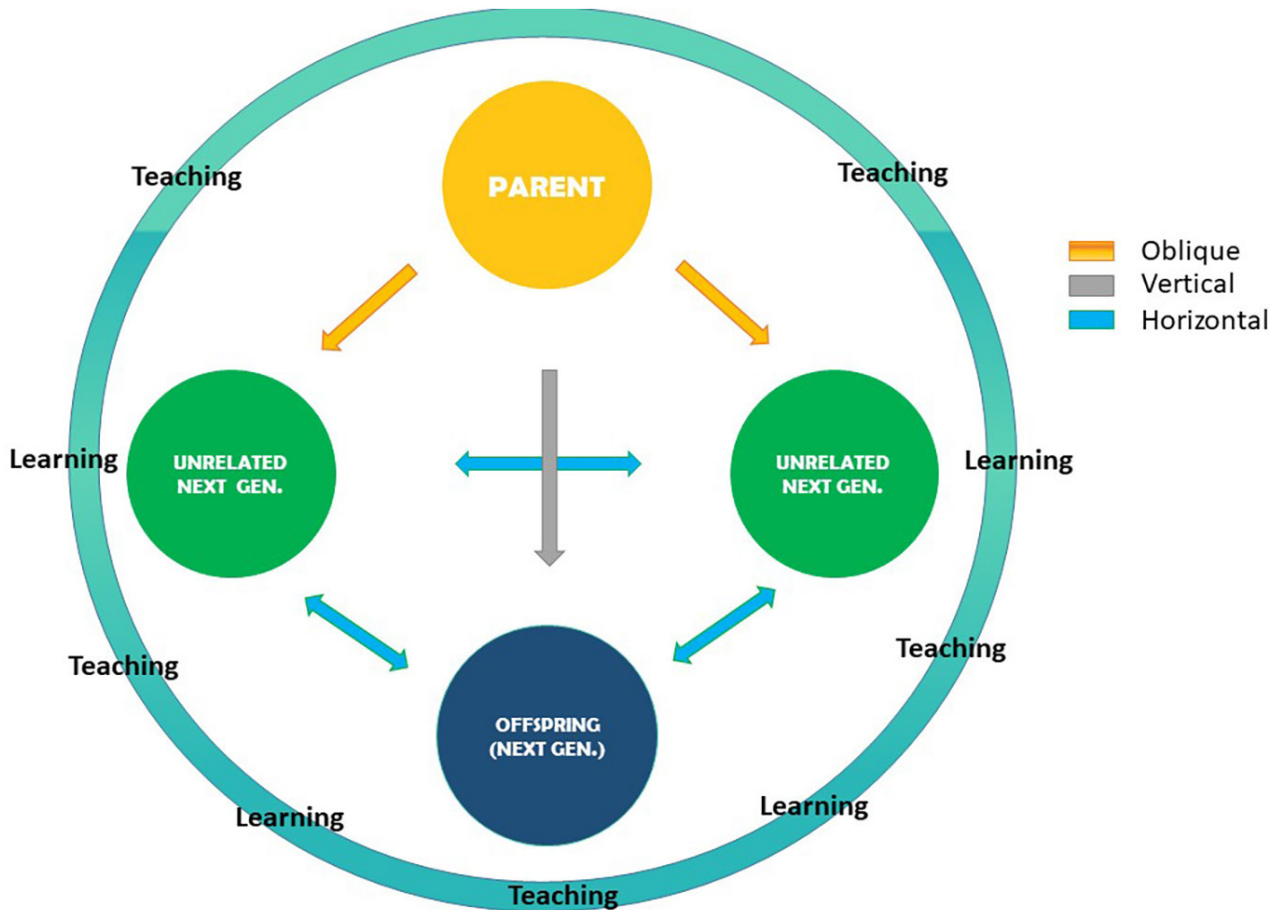 Teaching
Teaching
PARENT
Oblique
Vertical
Horizontal
Learning
UNRELATED
NEXT GEN.
UNRELATED
NEXT GEN.
Learning
Teaching
Teaching
OFFSPRING
(NEXT GEN.)
Learning
Learning
Teaching